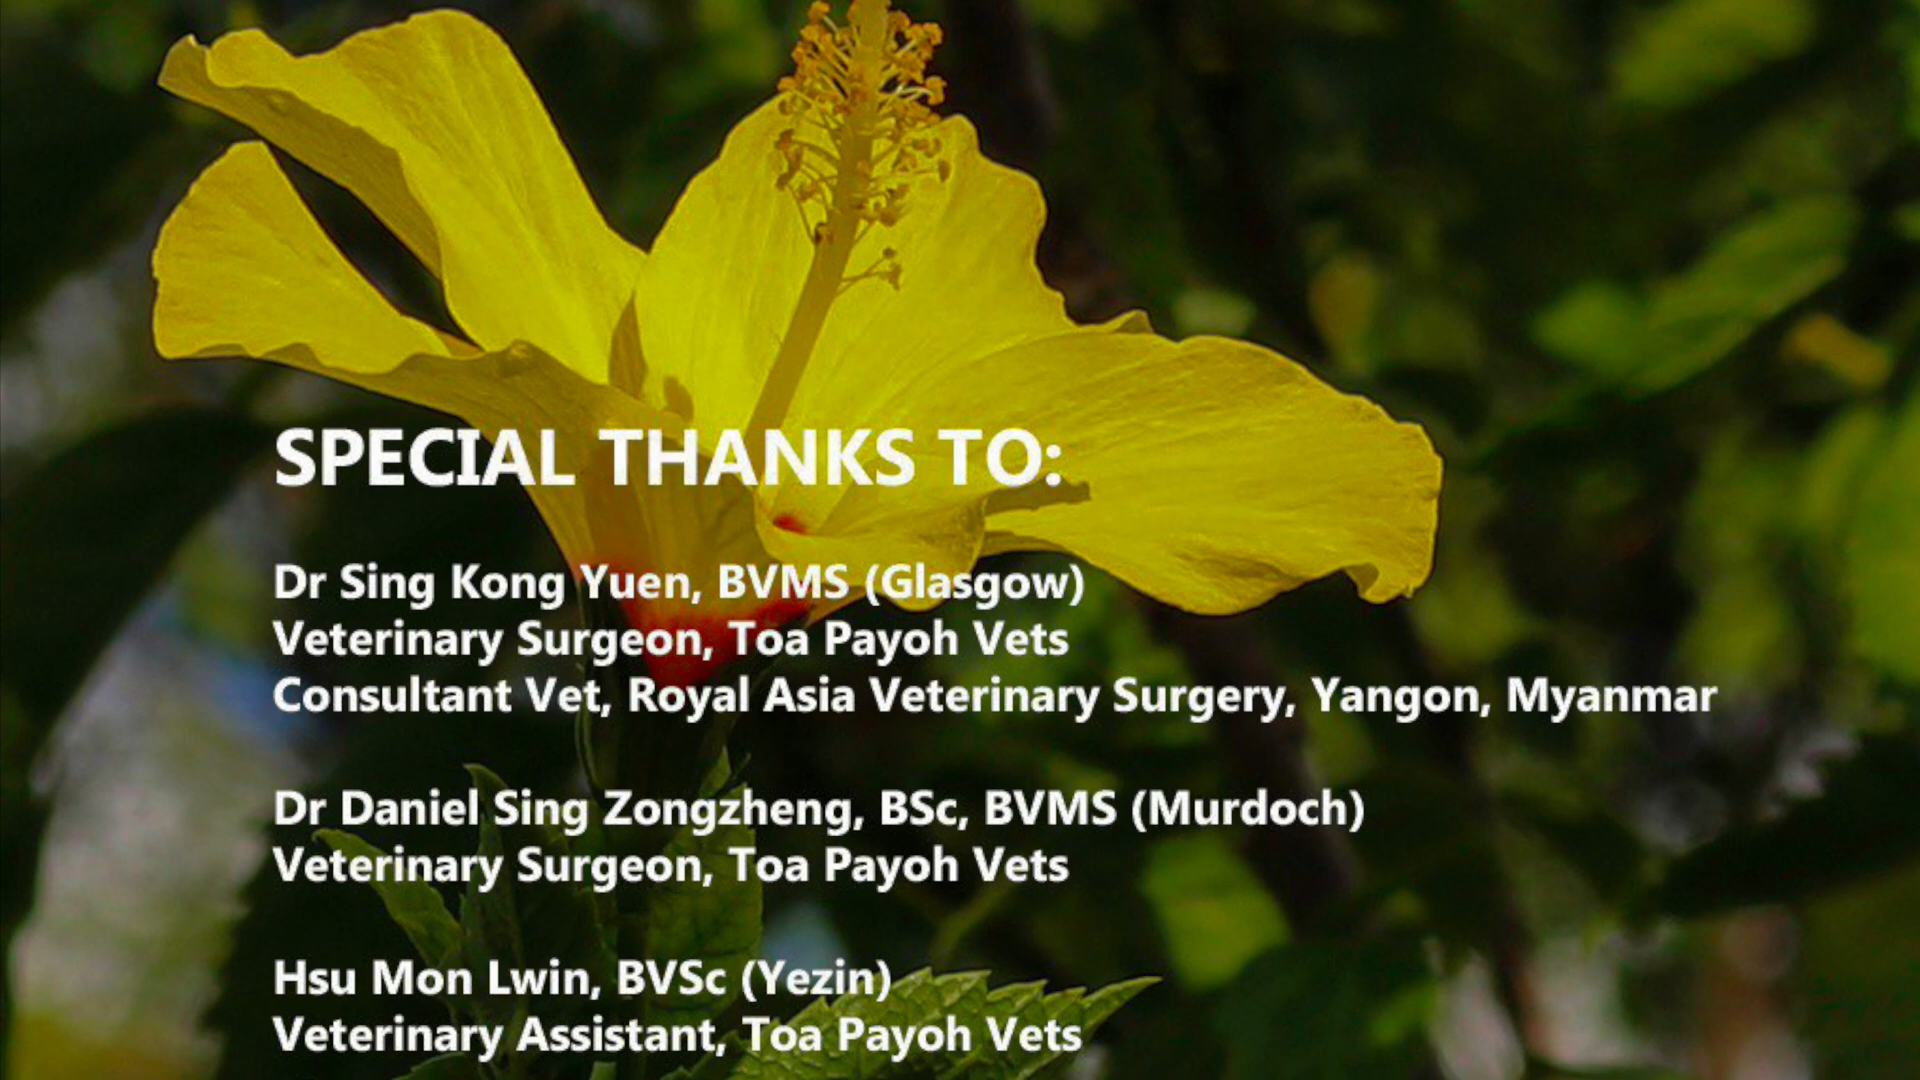 SPECIAL THANKS TO:
Dr Sing Kong Yuen, BVMS (Glasgow)
Veterinary Surgeon, Toa Payoh Vets
Consultant Vet, Royal Asia Veterinary Surgery, Yangon, Myanmar
Dr Daniel Sing Zongzheng, BSc, BVMS (Murdoch)
Veterinary Surgeon, Toa Payoh Vets
Hsu Mon Lwin, BVSc (Yezin)
Veterinary Assistant, Toa Payoh Vets